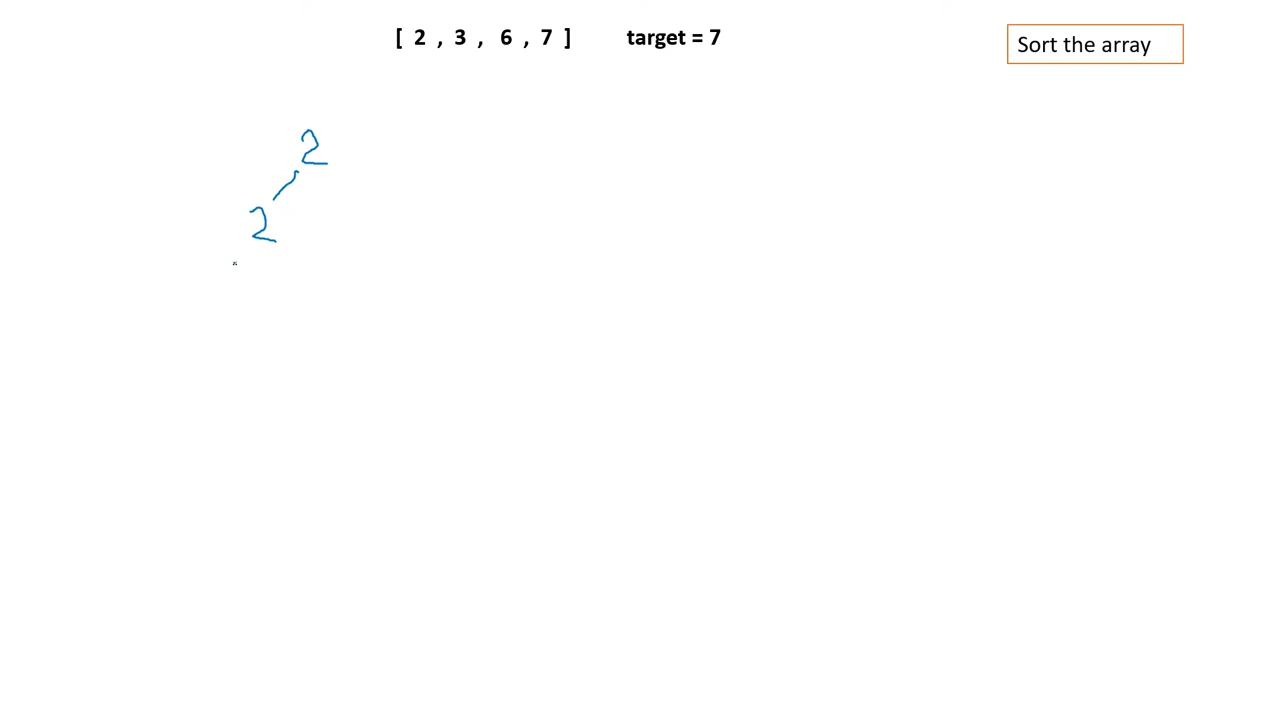 [ 2 , 3 , 6 , 7 ] target = 7
Sort the array
2
2